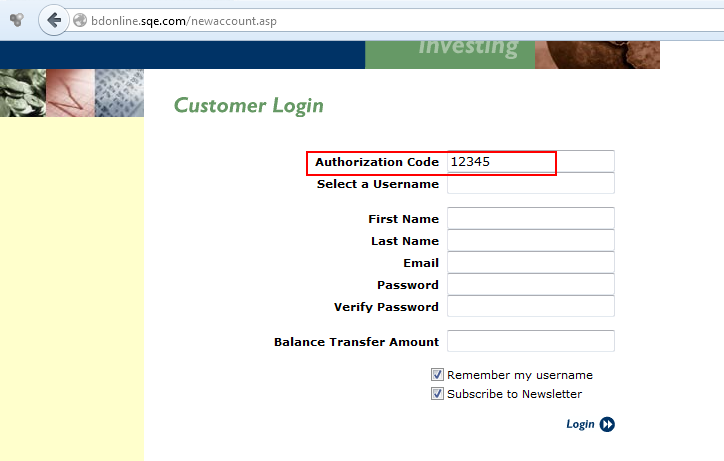 bdonline.sqe.com/newaccount.asp
Investing
Customer Login
Authorization Code 12345
Select a Username
First Name
Last Name
Email
Password
Verify Password
Balance Transfer Amount
Remember my username
Subscribe to Newsletter
Login